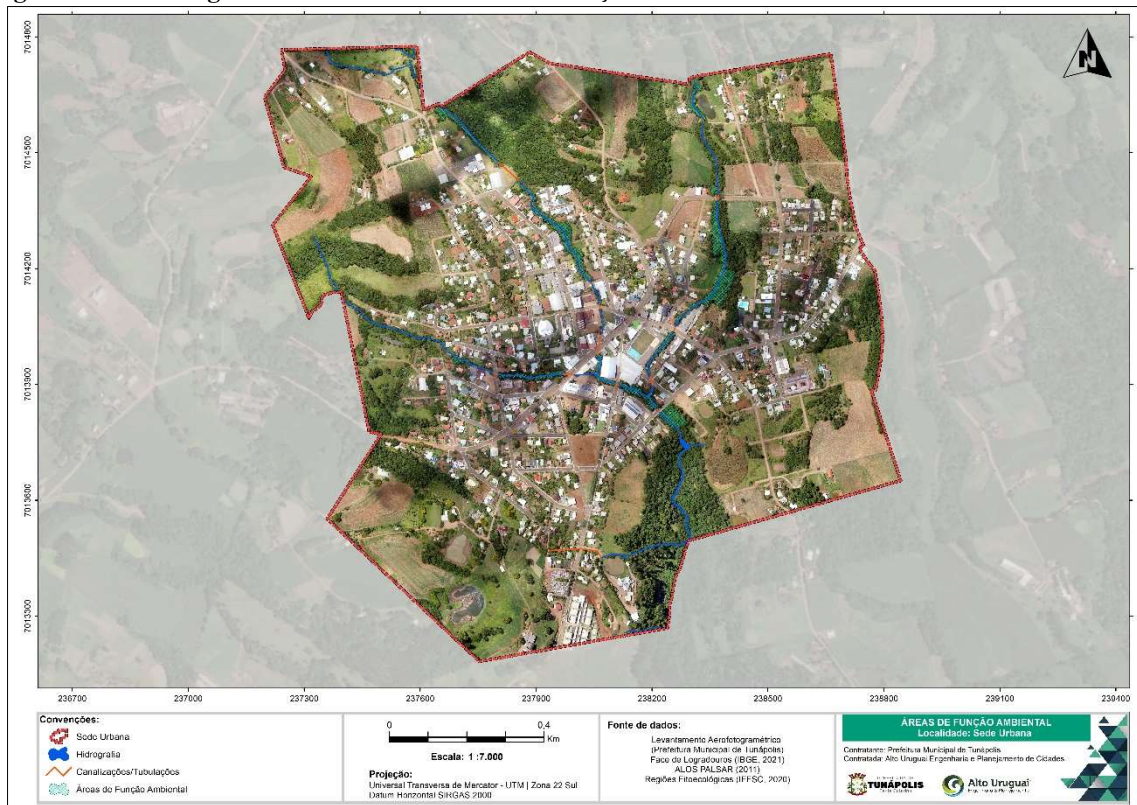 7014800
7014500
7014200
7013900
7013600
7013300
N
236700
237000
237300
237600
237900
238200
238500
238800
239100
239400
Convenções:
Sede Urbana
Hidrografia
Canalizações/Tubulações
Áreas de Função Ambiental
0
0,4
Km
Escala: 1:7.000
Projeção:
Universal Transversa de Mercator - UTM | Zona 22 Sul
Datum Horizontal SIRGAS 2000
Fonte de dados:
Levantamento Aerofotogramétrico
(Prefeitura Municipal de Tunápolis)
Face de Logradouros (IBGE, 2021)
ALOS PALSAR (2011)
Regiões Fitoecológicas (IFFSC, 2020)
ÁREAS DE FUNÇÃO AMBIENTAL
Localidade: Sede Urbana
Contratante: Prefeitura Municipal de Tunápolis
Contratada: Alto Uruguai Engenharia e Planejamento de Cidades
TUNÁPOLIS
Alto Uruguai